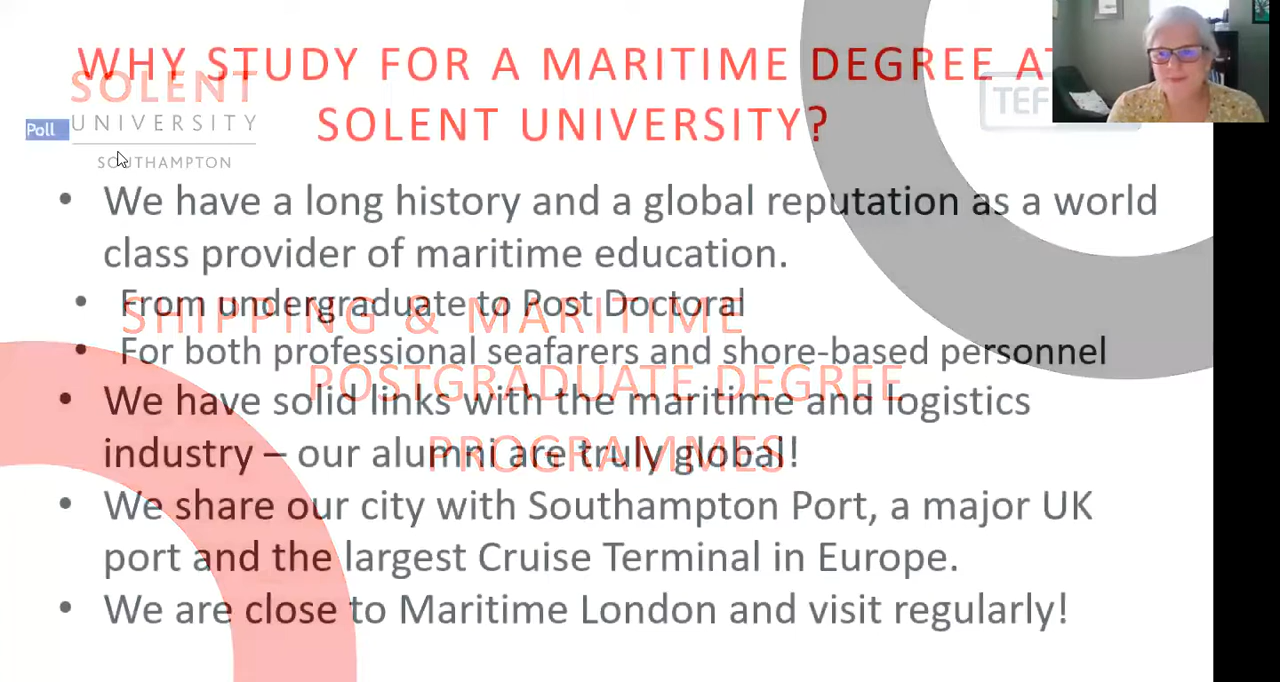 WHY STUDY FOR A MARITIME DEGREE AT
SOLENT UNIVERSITY?
SOLENT
UNIVERSITY
SOUTHAMPTON
Poll
TEF
• We have a long history and a global reputation as a world
class provider of maritime education.
• From undergraduate to Post Doctoral
• For both professional seafarers and shore-based personnel
• We have solid links with the maritime and logistics
industry – our alumni are truly global!
• We share our city with Southampton Port, a major UK
port and the largest Cruise Terminal in Europe.
• We are close to Maritime London and visit regularly!
SHIPPING & MARITIME
POSTGRADUATE DEGREE
PROGRAMMES